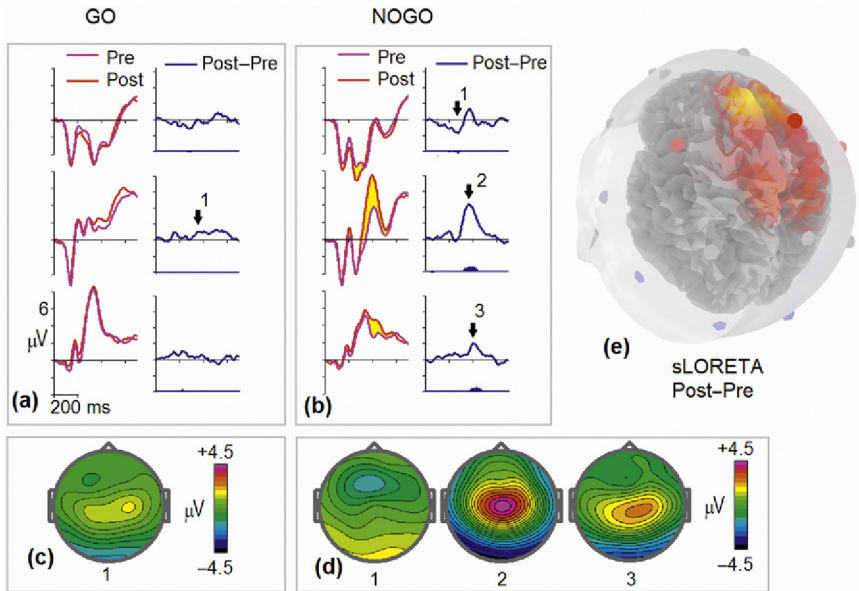 GO
NOGO
Pre
Post
Post–Pre
1
6
μV
(a)
200 ms
Pre
Post
Post–Pre
1
2
3
(b)
(e)
sLORETA
Post–Pre
+4.5
μV
–4.5
(c)
1
+4.5
μV
–4.5
(d)
1
2
3